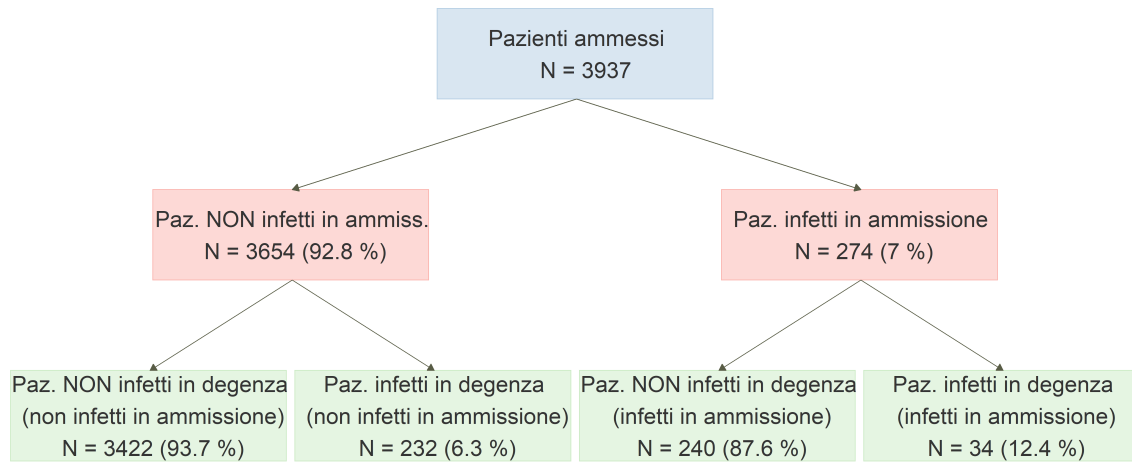 Pazienti ammessi
N = 3937
Paz. NON infetti in ammiss.
N = 3654 (92.8 %)
Paz. infetti in ammissione
N = 274 (7 %)
Paz. NON infetti in degenza
(non infetti in ammissione)
N = 3422 (93.7 %)
Paz. infetti in degenza
(non infetti in ammissione)
N = 232 (6.3 %)
Paz. NON infetti in degenza
(infetti in ammissione)
N = 240 (87.6 %)
Paz. infetti in degenza
(infetti in ammissione)
N = 34 (12.4 %)